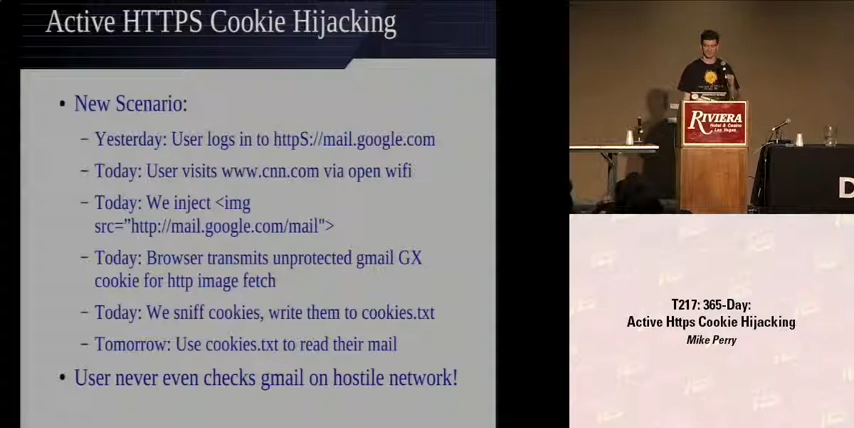 Active HTTPS Cookie Hijacking
• New Scenario:
– Yesterday: User logs in to httpS://mail.google.com
– Today: User visits www.cnn.com via open wifi
– Today: We inject <img
src="http://mail.google.com/mail">
– Today: Browser transmits unprotected gmail GX
cookie for http image fetch
– Today: We sniff cookies, write them to cookies.txt
– Tomorrow: Use cookies.txt to read their mail
• User never even checks gmail on hostile network!
RIVIERA
Hotel & Casino
Las Vegas
D
T217: 365-Day:
Active Https Cookie Hijacking
Mike Perry